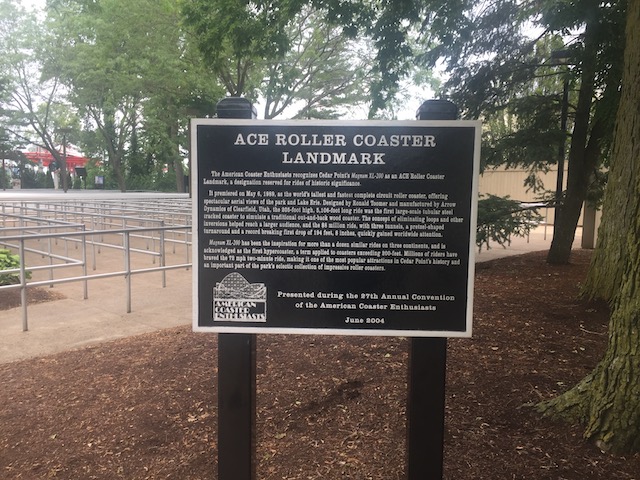 ACE ROLLER COASTER
LANDMARK
The American Coaster Enthusiasts recognizes Cedar Point's Magnum XL-200 as an ACE Roller Coaster
Landmark, a designation reserved for rides of historic significance.
It premiered on May 6, 1989, as the world's tallest and fastest complete circuit roller coaster, offering
spectacular aerial views of the park and Lake Erie. Designed by Ronald Toomer and manufactured by Arrow
Dynamics of Clearfield, Utah, the 205-foot high, 5,106-foot long ride was the first large-scale tubular steel
tracked coaster to simulate a traditional out-and-back wood coaster. The concept of eliminating loops and other
inversions helped reach a larger audience, and the $8 million ride, with three tunnels, a pretzel-shaped
turnaround and a record breaking first drop of 194 feet, 8 inches, quickly gained worldwide attention.
Magnum XL-200 has been the inspiration for more than a dozen similar rides on three continents, and is
acknowledged as the first hypercoaster, a term applied to coasters exceeding 200-feet. Millions of riders have
braved the 72 mph two-minute ride, making it one of the most popular attractions in Cedar Point's history and
an important part of the park's eclectic collection of impressive roller coasters.
AMERICAN
COASTER
ENTHUSIASTS
Presented during the 27th Annual Convention
of the American Coaster Enthusiasts
June 2004